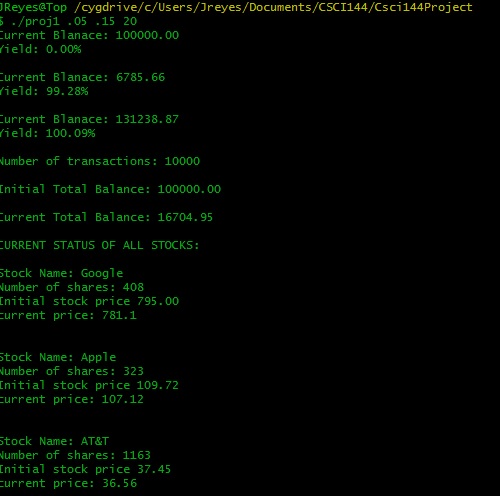 JReyes@Top /cygdrive/c/Users/Jreyes/Documents/CSCI144/Csci144Project
$ ./proj1 .05 .15 20
Current Blanace: 100000.00
Yield: 0.00%
Current Blanace: 6785.66
Yield: 99.28%
Current Blanace: 131238.87
Yield: 100.09%
Number of transactions: 10000
Initial Total Balance: 100000.00
Current Total Balance: 16704.95
CURRENT STATUS OF ALL STOCKS:
Stock Name: Google
Number of shares: 408
Initial stock price 795.00
current price: 781.1
Stock Name: Apple
Number of shares: 323
Initial stock price 109.72
current price: 107.12
Stock Name: AT&T
Number of shares: 1163
Initial stock price 37.45
current price: 36.56